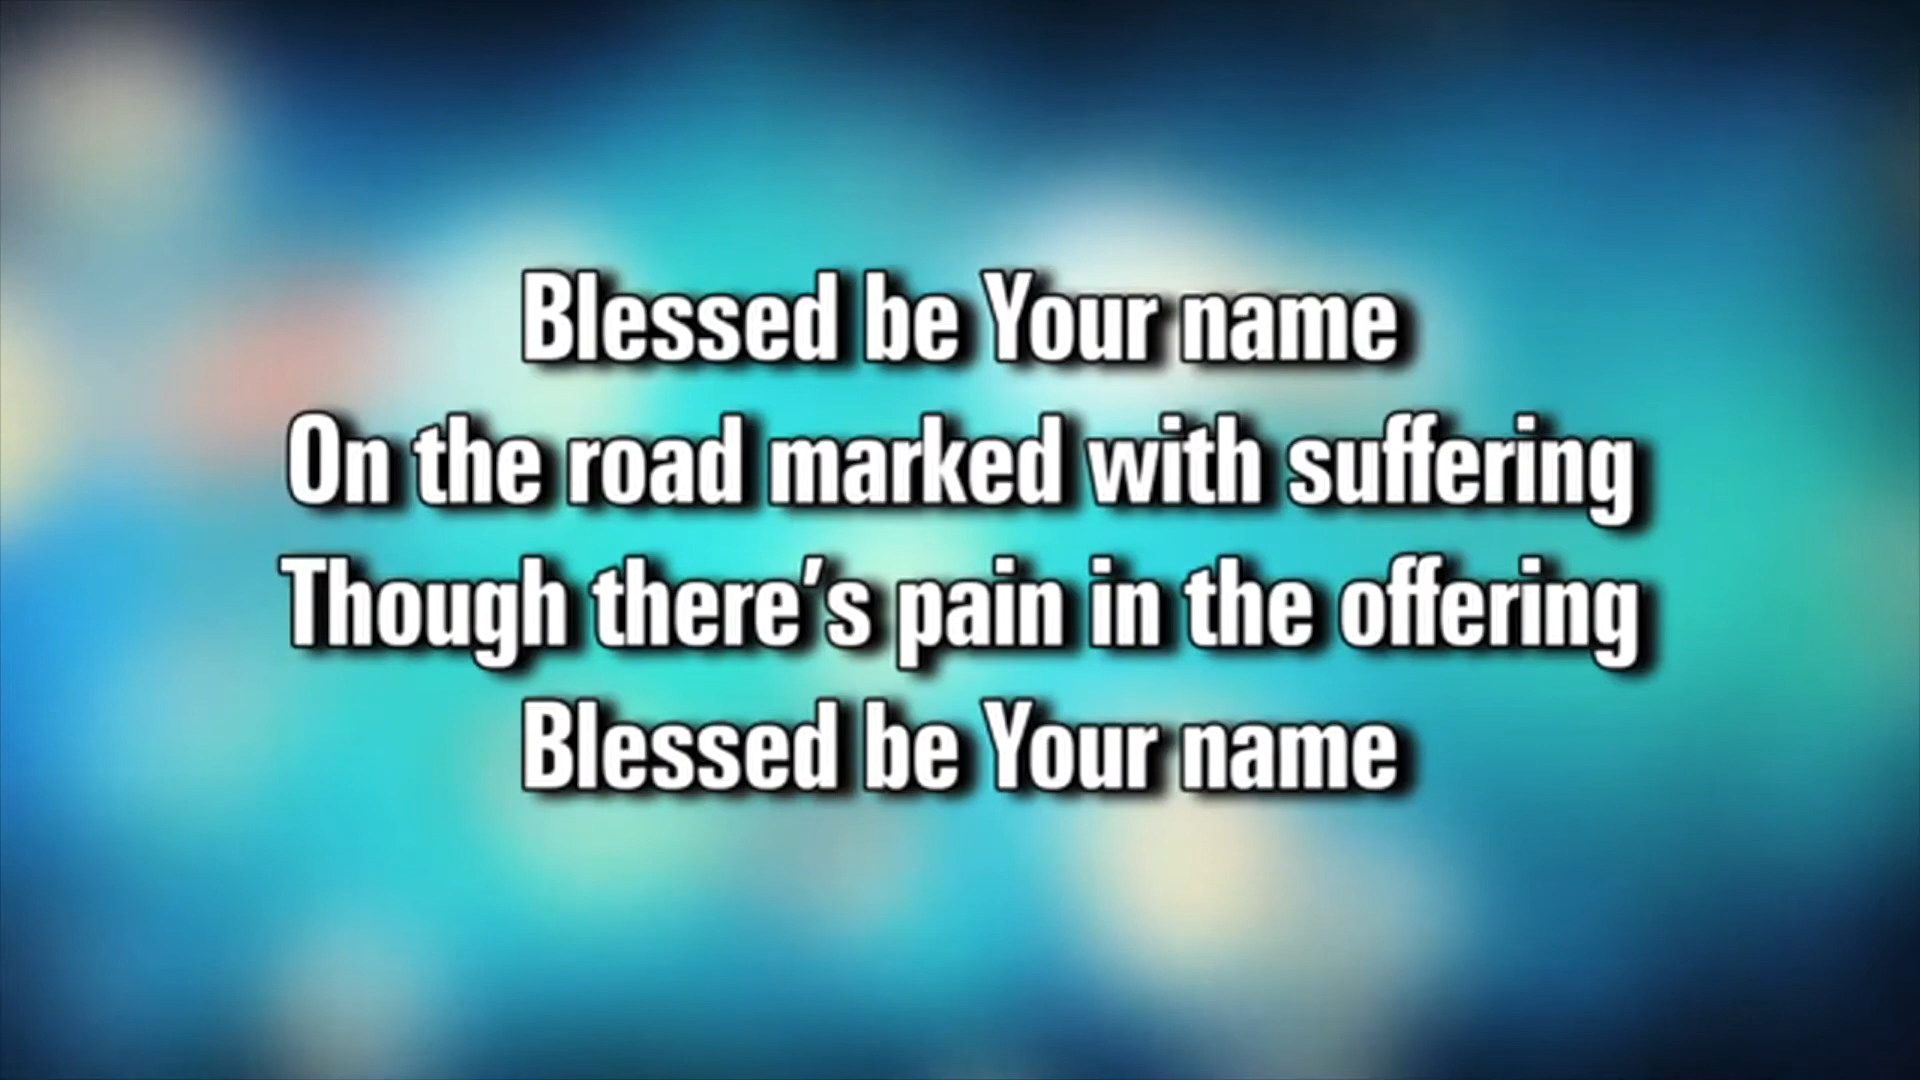 Blessed be Your name
On the road marked with suffering
Though there's pain in the offering
Blessed be Your name